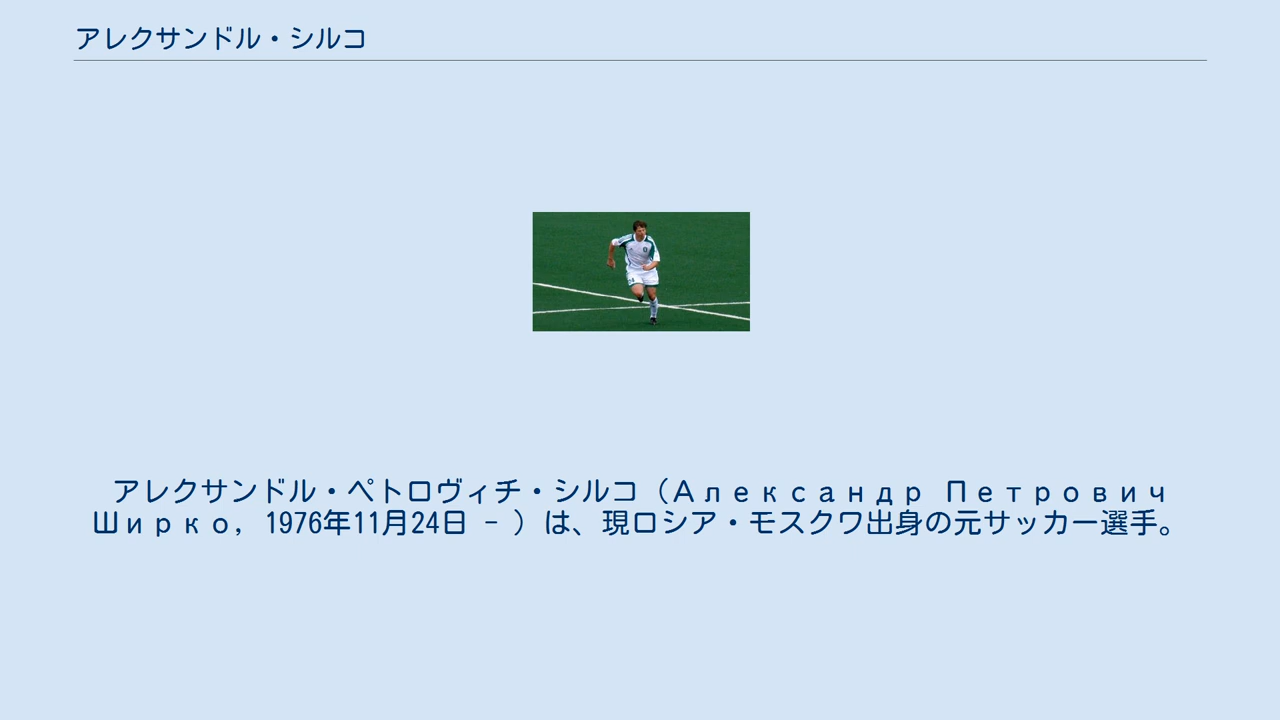 アレクサンドル・シルコ
アレクサンドル・ペトロヴィチ・シルコ（Александр Петрович
Ширко, 1976年11月24日 - ）は、現ロシア・モスクワ出身の元サッカー選手。